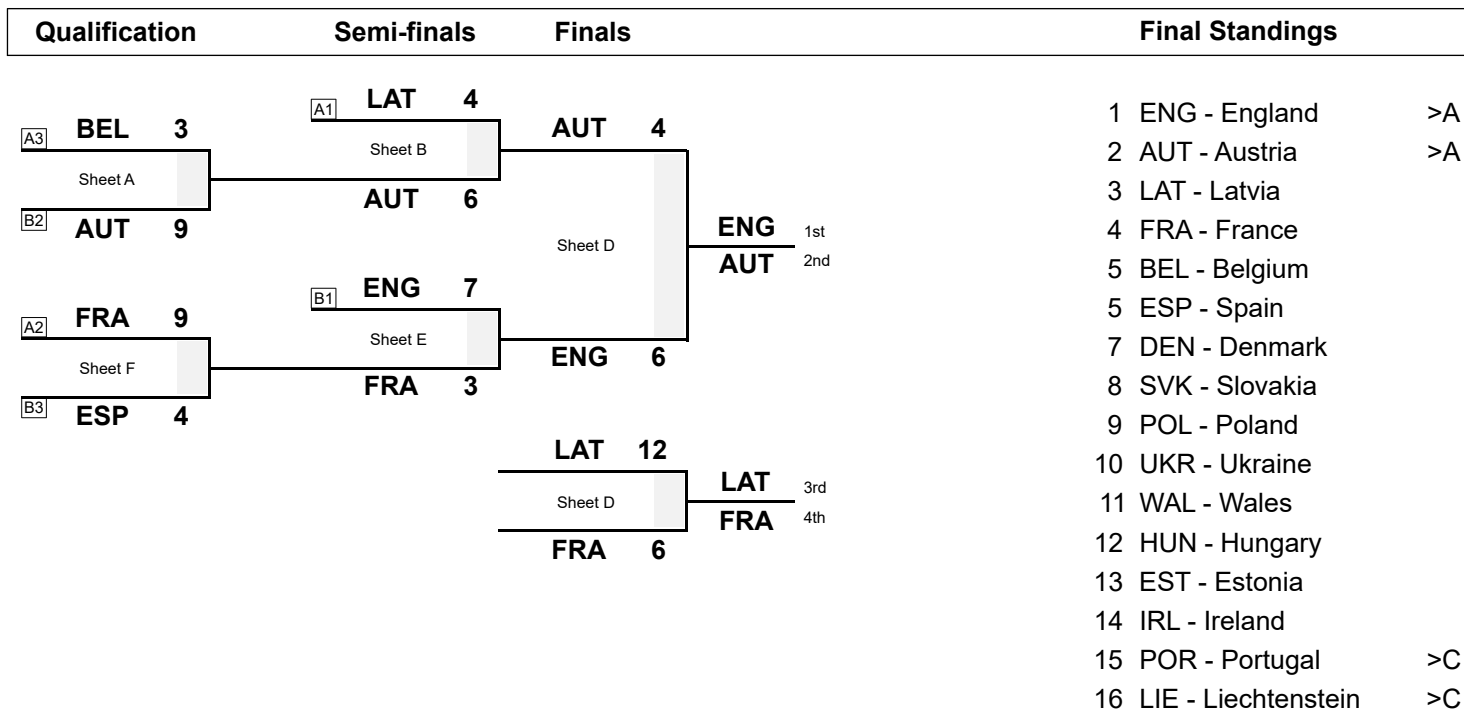 Qualification Semi-finals Finals Final Standings
A1 LAT 4
A3 BEL 3
AUT 4
Sheet B
Sheet A
AUT 6
B2 AUT 9
ENG 1st
Sheet D
AUT 2nd
B1 ENG 7
A2 FRA 9
Sheet E
ENG 6
Sheet F
FRA 3
B3 ESP 4
LAT 12
LAT 3rd
Sheet D
FRA 4th
FRA 6
1 ENG - England >A
2 AUT - Austria >A
3 LAT - Latvia
4 FRA - France
5 BEL - Belgium
5 ESP - Spain
7 DEN - Denmark
8 SVK - Slovakia
9 POL - Poland
10 UKR - Ukraine
11 WAL - Wales
12 HUN - Hungary
13 EST - Estonia
14 IRL - Ireland
15 POR - Portugal >C
16 LIE - Liechtenstein >C